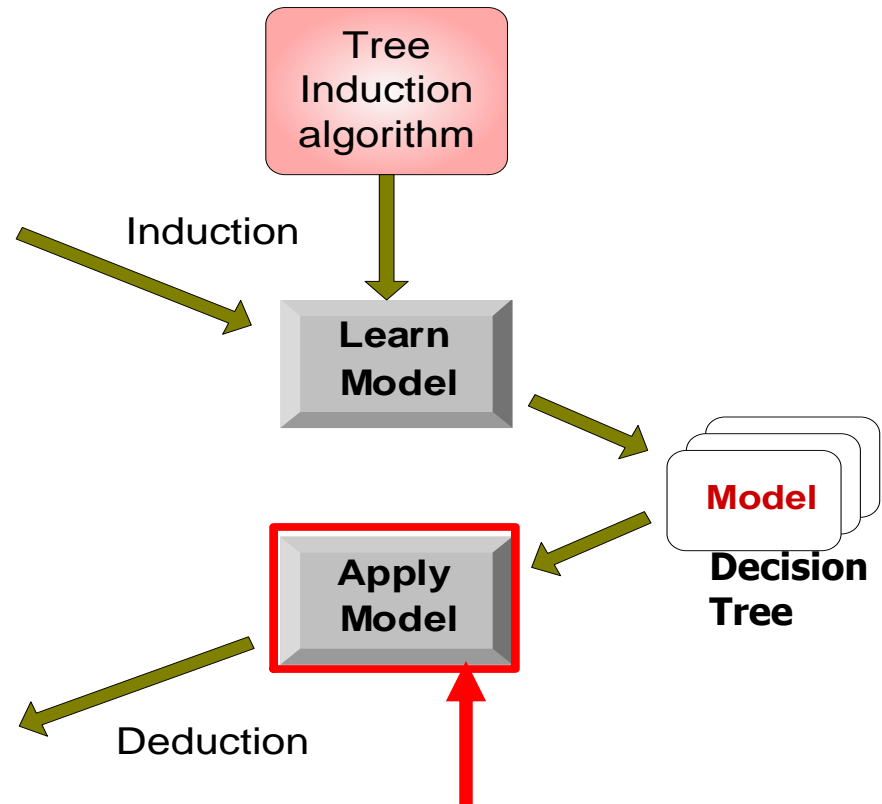 Tree
Induction
algorithm
Induction
Learn
Model
Model
Decision
Tree
Apply
Model
Deduction